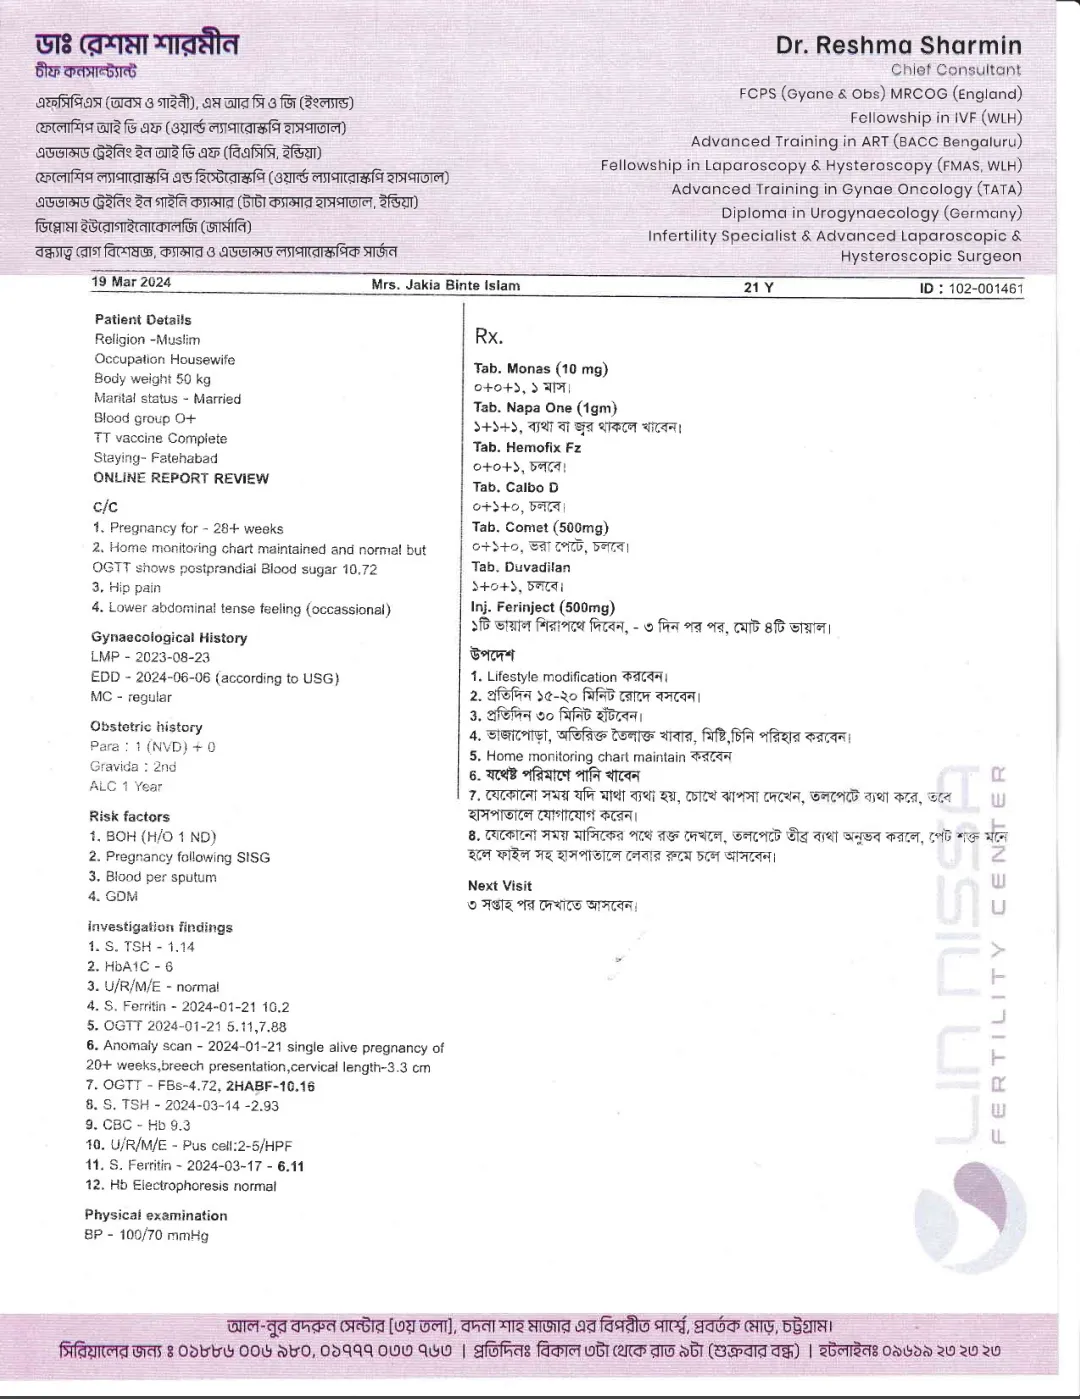 ডাঃ রেশমা শারমীন
চীফ কনসাল্ট্যান্ট
এফসিপিএস (অবস ও গাইনী), এম আর সি ও জি (ইংল্যান্ড)
ফেলোশিপ আই ভি এফ (ওয়ার্ল্ড ল্যাপারোস্কপি হাসপাতাল)
এডভান্সড ট্রেইনিং ইন আই ভি এফ (বিএসিসি, ইন্ডিয়া)
ফেলোশিপ ল্যাপারোস্কপি এন্ড হিস্টেরোস্কপি (ওয়ার্ল্ড ল্যাপারোস্কপি হাসপাতাল)
এডভান্সড ট্রেইনিং ইন গাইনি ক্যান্সার (টাটা ক্যান্সার হাসপাতাল, ইন্ডিয়া)
ডিপ্লোমা ইউরোগাইনোকোলজি (জার্মানি)
বন্ধ্যাত্ব রোগ বিশেষজ্ঞ, ক্যান্সার ও এডভান্সড ল্যাপারোস্কপিক সার্জন
Dr. Reshma Sharmin
Chief Consultant
FCPS (Gyane & Obs) MRCOG (England)
Fellowship in IVF (WLH)
Advanced Training in ART (BACC Bengaluru)
Fellowship in Laparoscopy & Hysteroscopy (FMAS, WLH)
Advanced Training in Gynae Oncology (TATA)
Diploma in Urogynaecology (Germany)
Infertility Specialist & Advanced Laparoscopic &
Hysteroscopic Surgeon
19 Mar 2024 Mrs. Jakia Binte Islam 21 Y ID : 102-001461
Patient Details
Religion -Muslim
Occupation Housewife
Body weight 50 kg
Marital status - Married
Blood group O+
TT vaccine Complete
Staying- Fatehabad
ONLINE REPORT REVIEW
C/C
1. Pregnancy for - 28+ weeks
2. Home monitoring chart maintained and normal but
OGTT shows postprandial Blood sugar 10.72
3. Hip pain
4. Lower abdominal tense feeling (occassional)
Gynaecological History
LMP - 2023-08-23
EDD - 2024-06-06 (according to USG)
MC - regular
Obstetric history
Para : 1 (NVD) + 0
Gravida : 2nd
ALC 1 Year
Risk factors
1. BOH (H/O 1 ND)
2. Pregnancy following SISG
3. Blood per sputum
4. GDM
Investigation findings
1. S. TSH - 1.14
2. HbA1C - 6
3. U/R/M/E - normal
4. S. Ferritin - 2024-01-21 10.2
5. OGTT 2024-01-21 5.11,7.88
6. Anomaly scan - 2024-01-21 single alive pregnancy of
20+ weeks,breech presentation,cervical length-3.3 cm
7. OGTT - FBs-4.72, 2HABF-10.16
8. S. TSH - 2024-03-14 -2.93
9. CBC - Hb 9.3
10. U/R/M/E - Pus cell:2-5/HPF
11. S. Ferritin - 2024-03-17 - 6.11
12. Hb Electrophoresis normal
Physical examination
BP - 100/70 mmHg
Rx.
Tab. Monas (10 mg)
০+০+১, ১ মাস।
Tab. Napa One (1gm)
১+১+১, ব্যথা বা জ্বর থাকলে খাবেন।
Tab. Hemofix Fz
০+০+১, চলবে।
Tab. Calbo D
০+১+০, চলবে।
Tab. Comet (500mg)
০+১+০, ভরা পেটে, চলবে।
Tab. Duvadilan
১+০+১, চলবে।
Inj. Ferinject (500mg)
১টি ভায়াল শিরাপথে দিবেন, - ৩ দিন পর পর, মোট ৪টি ভায়াল।
উপদেশ
1. Lifestyle modification করবেন।
2. প্রতিদিন ১৫-২০ মিনিট রোদে বসবেন।
3. প্রতিদিন ৩০ মিনিট হাঁটবেন।
4. ভাজাপোড়া, অতিরিক্ত তৈলাক্ত খাবার, মিষ্টি,চিনি পরিহার করবেন।
5. Home monitoring chart maintain করবেন
6. যথেষ্ট পরিমাণে পানি খাবেন
7. যেকোনো সময় যদি মাথা ব্যথা হয়, চোখে ঝাপসা দেখেন, তলপেটে ব্যথা করে, তবে
হাসপাতালে যোগাযোগ করেন।
8. যেকোনো সময় মাসিকের পথে রক্ত দেখলে, তলপেটে তীব্র ব্যথা অনুভব করলে, পেট শক্ত মনে
হলে ফাইল সহ হাসপাতালে লেবার রুমে চলে আসবেন।
Next Visit
৩ সপ্তাহ পর দেখাতে আসবেন।
LIN NISSA
FERTILITY CENTER
আল-নুর বদরুন সেন্টার [৩য় তলা], বদনা শাহ মাজার এর বিপরীত পার্শ্বে, প্রবর্তক মোড়, চট্টগ্রাম।
সিরিয়ালের জন্য ঃ ০১৮৮৬ ০০৬ ৯৮০, ০১৭৭৭ ০৩৩ ৭৬৩ | প্রতিদিনঃ বিকাল ৩টা থেকে রাত ৯টা (শুক্রবার বন্ধ) | হটলাইনঃ ০৯৬১৯ ২৩ ২৩ ২৩